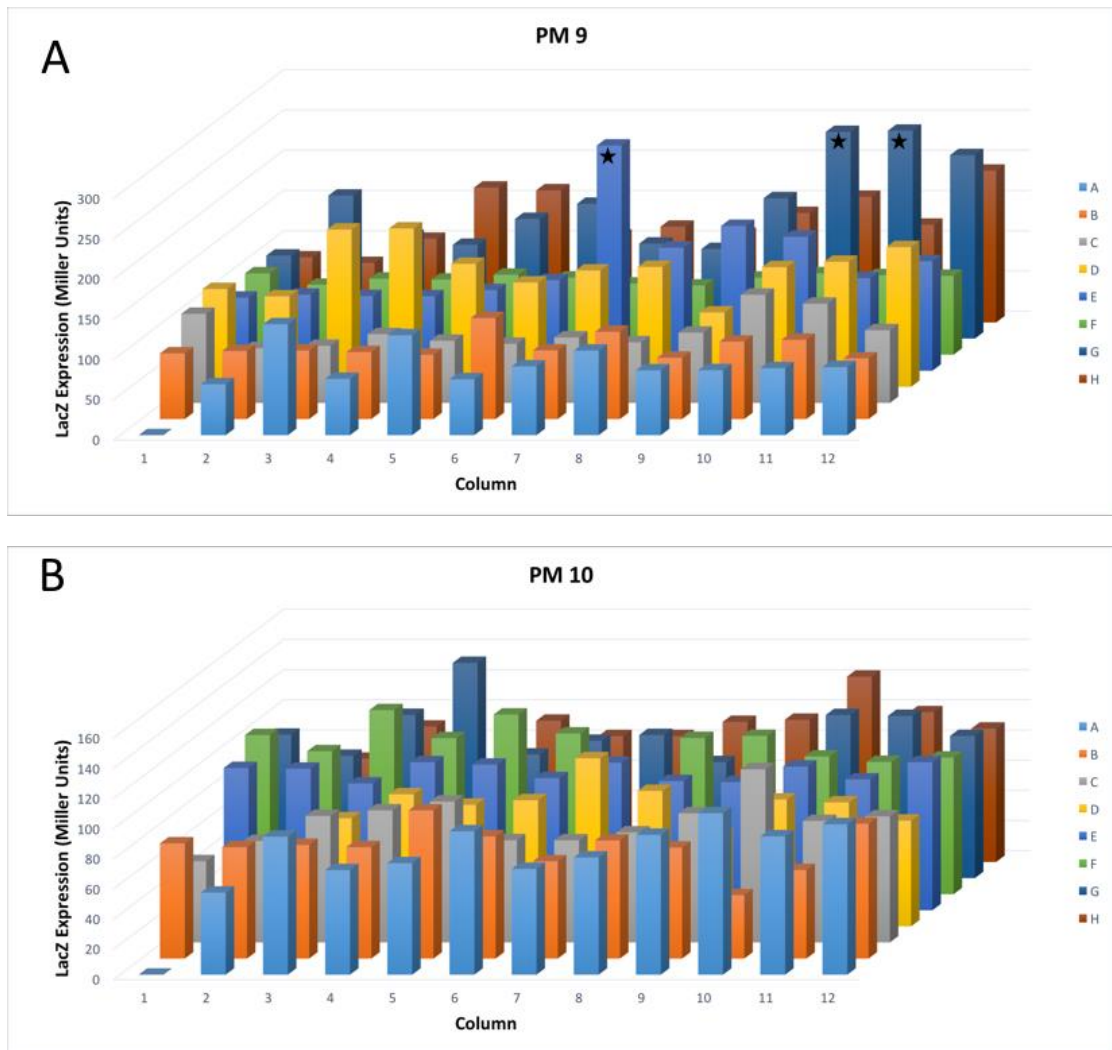 A
PM 9
LacZ Expression (Miller Units)
300
250
200
150
100
50
0
1 2 3 4 5 6 7 8 9 10 11 12
Column
A
B
C
D
E
F
G
H
B
PM 10
LacZ Expression (Miller Units)
160
140
120
100
80
60
40
20
0
1 2 3 4 5 6 7 8 9 10 11 12
Column
A
B
C
D
E
F
G
H